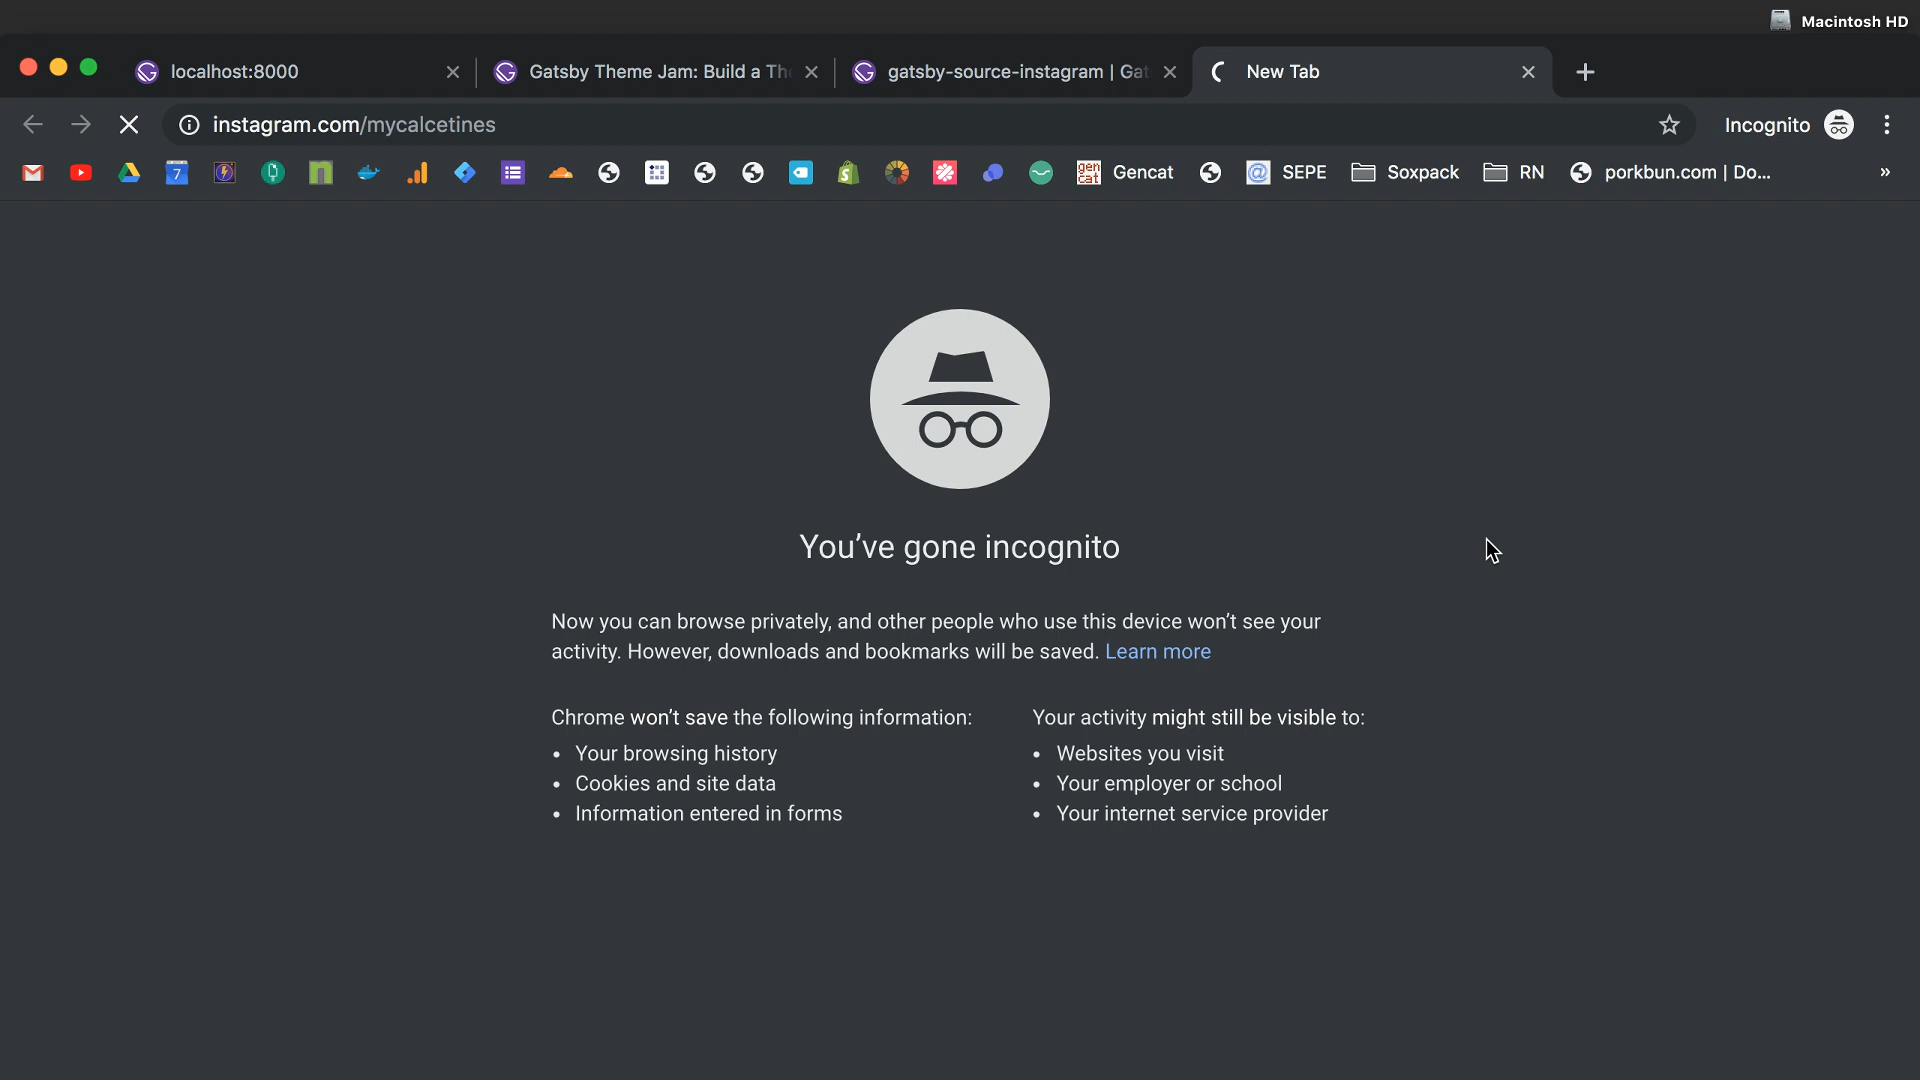 Macintosh HD
localhost:8000
Gatsby Theme Jam: Build a The
gatsby-source-instagram | Gat
New Tab
instagram.com/mycalcetines
Incognito
7
gen cat
Gencat
SEPE
Soxpack
RN
porkbun.com | Do...
You've gone incognito
Now you can browse privately, and other people who use this device won't see your
activity. However, downloads and bookmarks will be saved. Learn more
Chrome won't save the following information:
• Your browsing history
• Cookies and site data
• Information entered in forms
Your activity might still be visible to:
• Websites you visit
• Your employer or school
• Your internet service provider